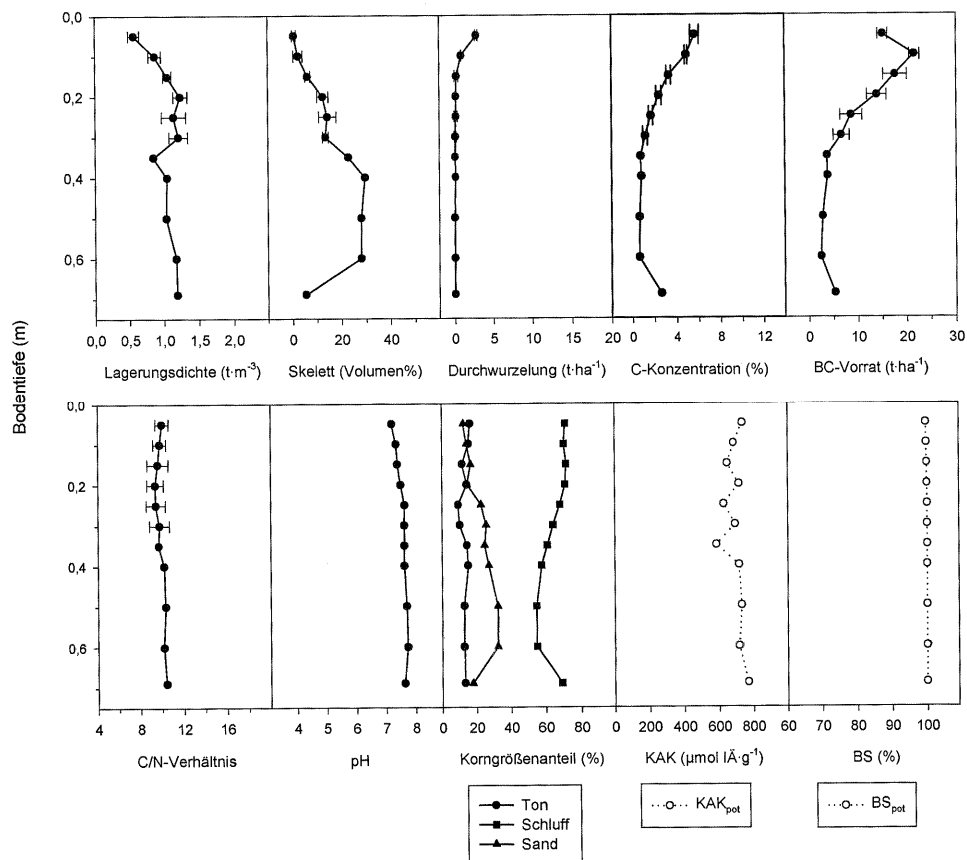 0,0
0,2
0,4
0,6
0,0 0,5 1,0 1,5 2,0
0 20 40
0 5 10 15 20
0 4 8 12
0 10 20 30
Lagerungsdichte (t·m⁻³)
Skelett (Volumen%)
Durchwurzelung (t·ha⁻¹)
C-Konzentration (%)
BC-Vorrat (t·ha⁻¹)
Bodentiefe (m)
0,0
0,2
0,4
0,6
4 8 12 16
4 5 6 7 8
0 20 40 60 80
0 200 400 600 800
60 70 80 90 100
C/N-Verhältnis
pH
Korngrößenanteil (%)
KAK (µmol IÄ·g⁻¹)
BS (%)
Ton
Schluff
Sand
KAKpot
BSpot